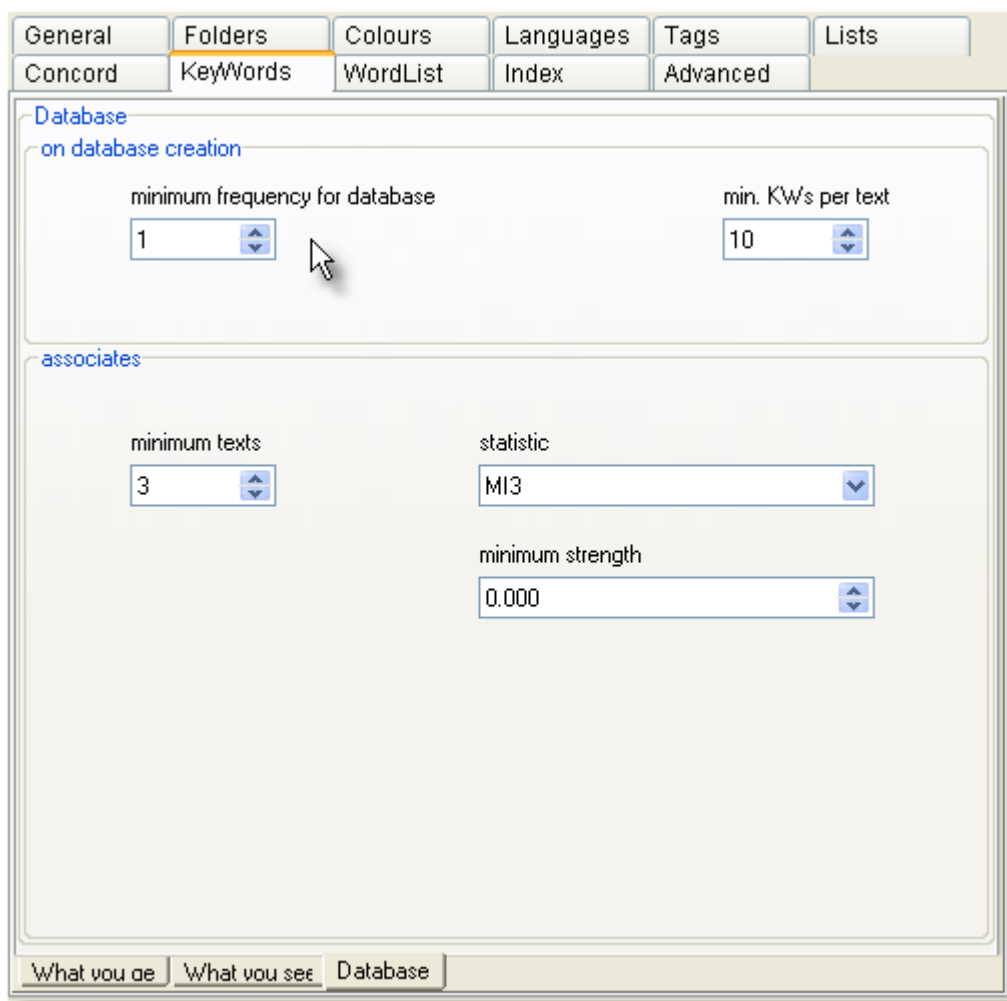 General Folders Colours Languages Tags Lists
Concord KeyWords WordList Index Advanced
Database
on database creation
minimum frequency for database min. KWs per text
1 10
associates
minimum texts statistic
3 MI3
minimum strength
0.000
What you ge What you see Database